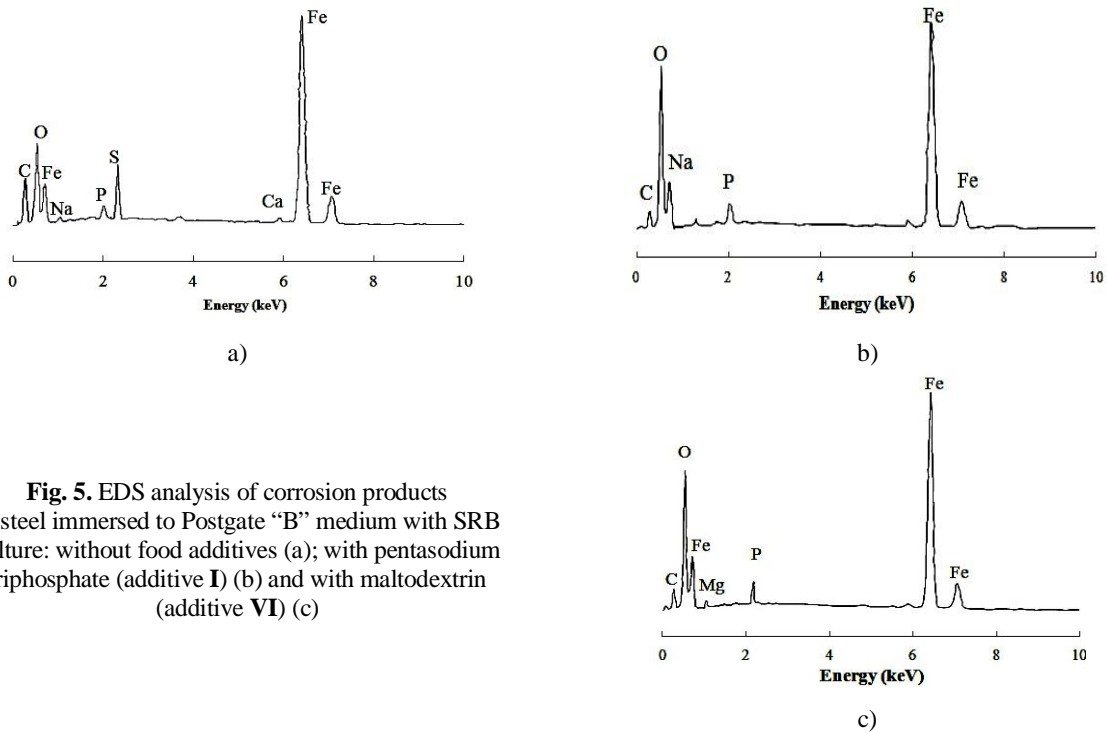 Fe
O
C
Fe
Na
P
S
Ca
Fe
0 2 4 6 8 10
Energy (keV)
a)
Fe
O
Na
C
P
Fe
0 2 4 6 8 10
Energy (keV)
b)
Fe
O
Fe
C
Mg
P
Fe
0 2 4 6 8 10
Energy (keV)
c)
Fig. 5. EDS analysis of corrosion products
steel immersed to Postgate “B” medium with SRB
lture: without food additives (a); with pentasodium
riphosphate (additive I) (b) and with maltodextrin
(additive VI) (c)